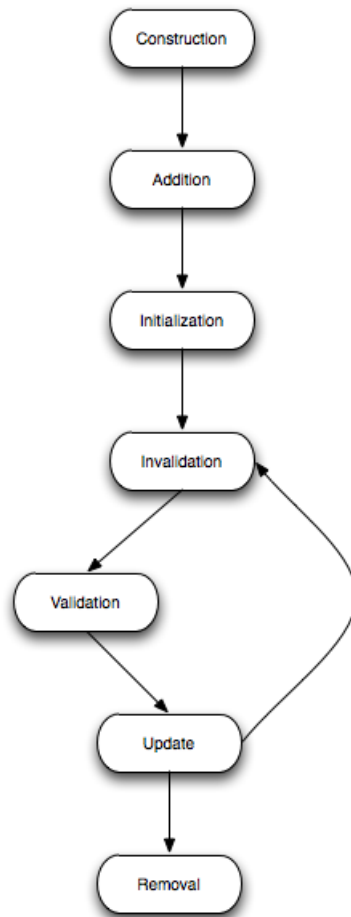 Construction
Addition
Initialization
Invalidation
Validation
Update
Removal